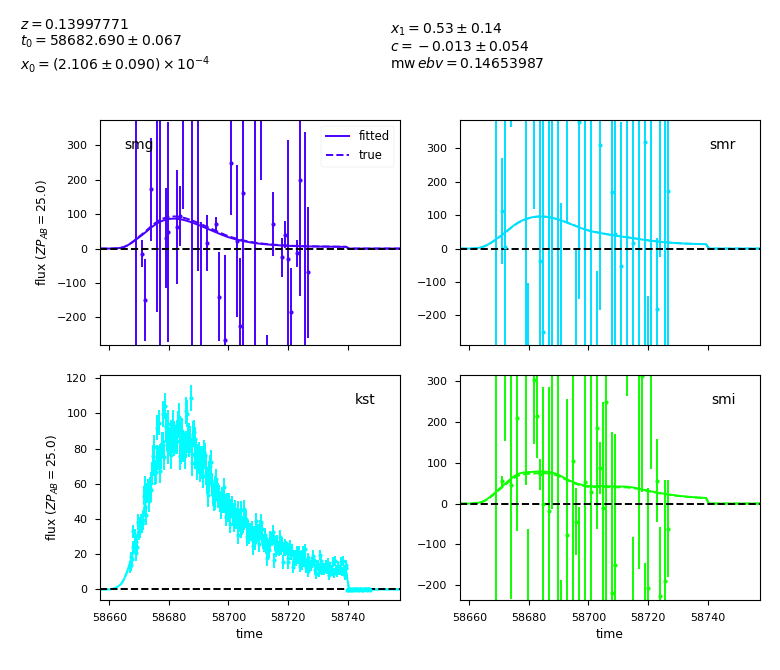 z = 0.13997771
t₀ = 58682.690 ± 0.067
x₀ = (2.106 ± 0.090) × 10⁻⁴
x₁ = 0.53 ± 0.14
c = −0.013 ± 0.054
mw ebv = 0.14653987
smg
fitted
true
300
200
100
0
−100
−200
flux (ZP_AB = 25.0)
smr
300
200
100
0
−100
−200
kst
120
100
80
60
40
20
0
flux (ZP_AB = 25.0)
58660 58680 58700 58720 58740
time
smi
300
200
100
0
−100
−200
58660 58680 58700 58720 58740
time